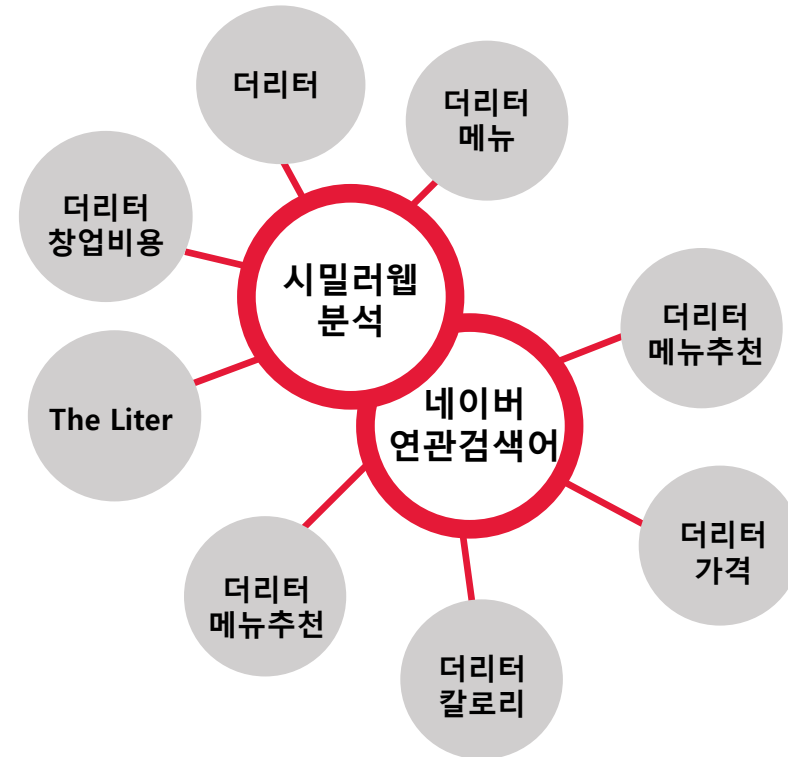 더리터
더리터
메뉴
더리터
창업비용
시밀러웹
분석
더리터
메뉴추천
The Liter
네이버
연관검색어
더리터
가격
더리터
메뉴추천
더리터
칼로리